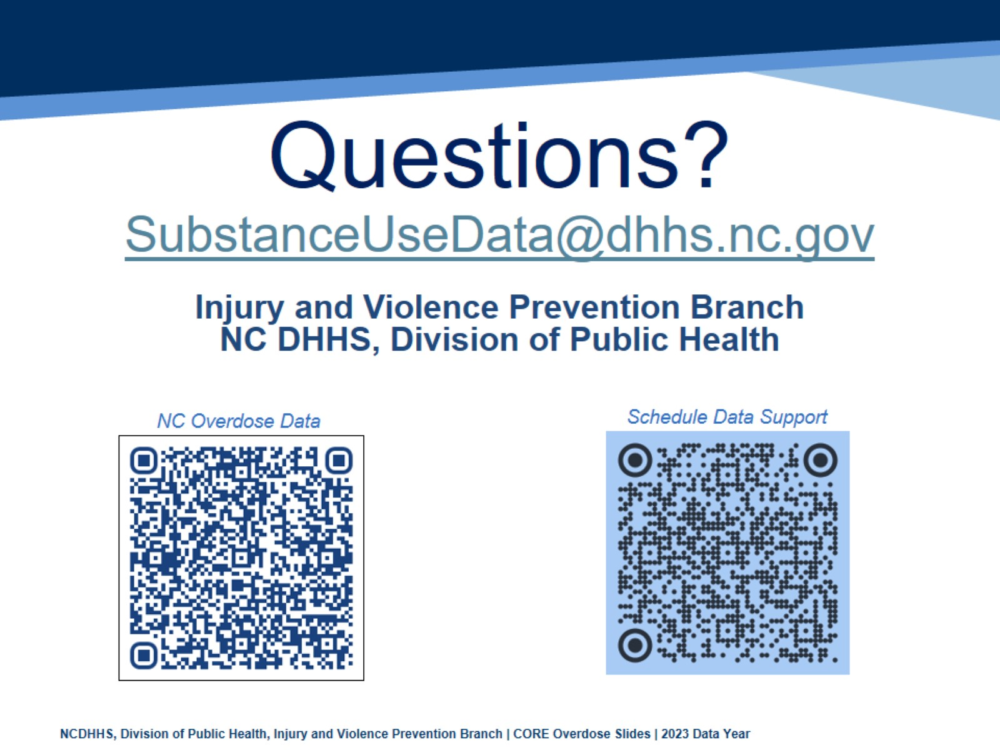 Questions?
SubstanceUseData@dhhs.nc.gov
Injury and Violence Prevention Branch
NC DHHS, Division of Public Health
NC Overdose Data
Schedule Data Support
NCDHHS, Division of Public Health, Injury and Violence Prevention Branch | CORE Overdose Slides | 2023 Data Year